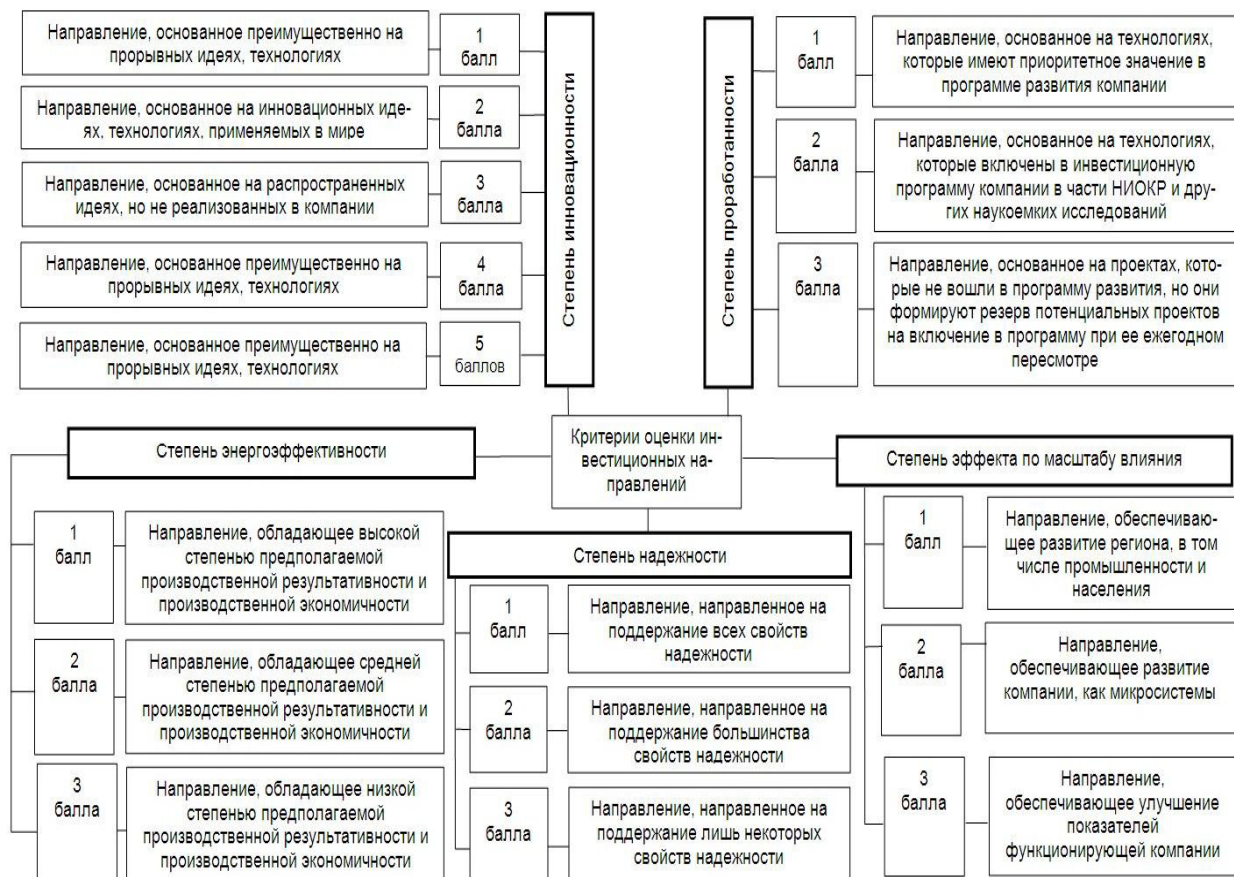 Направление, основанное преимущественно на
прорывных идеях, технологиях
1
балл
Направление, основанное на инновационных иде-
ях, технологиях, применяемых в мире
2
балла
Направление, основанное на распространенных
идеях, но не реализованных в компании
3
балла
Направление, основанное преимущественно на
прорывных идеях, технологиях
4
балла
Направление, основанное преимущественно на
прорывных идеях, технологиях
5
баллов
Степень инновационности
Степень проработанности
1
балл
Направление, основанное на технологиях,
которые имеют приоритетное значение в
программе развития компании
2
балла
Направление, основанное на технологиях,
которые включены в инвестиционную
программу компании в части НИОКР и дру-
гих наукоемких исследований
3
балла
Направление, основанное на проектах, кото-
рые не вошли в программу развития, но они
формируют резерв потенциальных проектов
на включение в программу при ее ежегодном
пересмотре
Критерии оценки ин-
вестиционных на-
правлений
Степень энергоэффективности
1
балл
Направление, обладающее высокой
степенью предполагаемой
производственной результативности и
производственной экономичности
2
балла
Направление, обладающее средней
степенью предполагаемой
производственной результативности и
производственной экономичности
3
балла
Направление, обладающее низкой
степенью предполагаемой
производственной результативности и
производственной экономичности
Степень надежности
1
балл
Направление, направленное на
поддержание всех свойств
надежности
2
балла
Направление, направленное на
поддержание большинства
свойств надежности
3
балла
Направление, направленное на
поддержание лишь некоторых
свойств надежности
Степень эффекта по масштабу влияния
1
балл
Направление, обеспечиваю-
щее развитие региона, в том
числе промышленности и
населения
2
балла
Направление,
обеспечивающее развитие
компании, как микросистемы
3
балла
Направление,
обеспечивающее улучшение
показателей
функционирующей компании